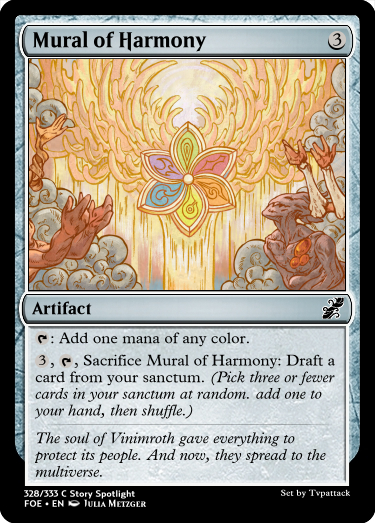 Mural of Harmony 3
Artifact
T: Add one mana of any color.
3, T, Sacrifice Mural of Harmony: Draft a
card from your sanctum. (Pick three or fewer
cards in your sanctum at random. add one to
your hand, then shuffle.)
The soul of Vinimroth gave everything to
protect its people. And now, they spread to the
multiverse.
328/333 C Story Spotlight
FOE • EN Julia Metzger
Set by Tvpattack